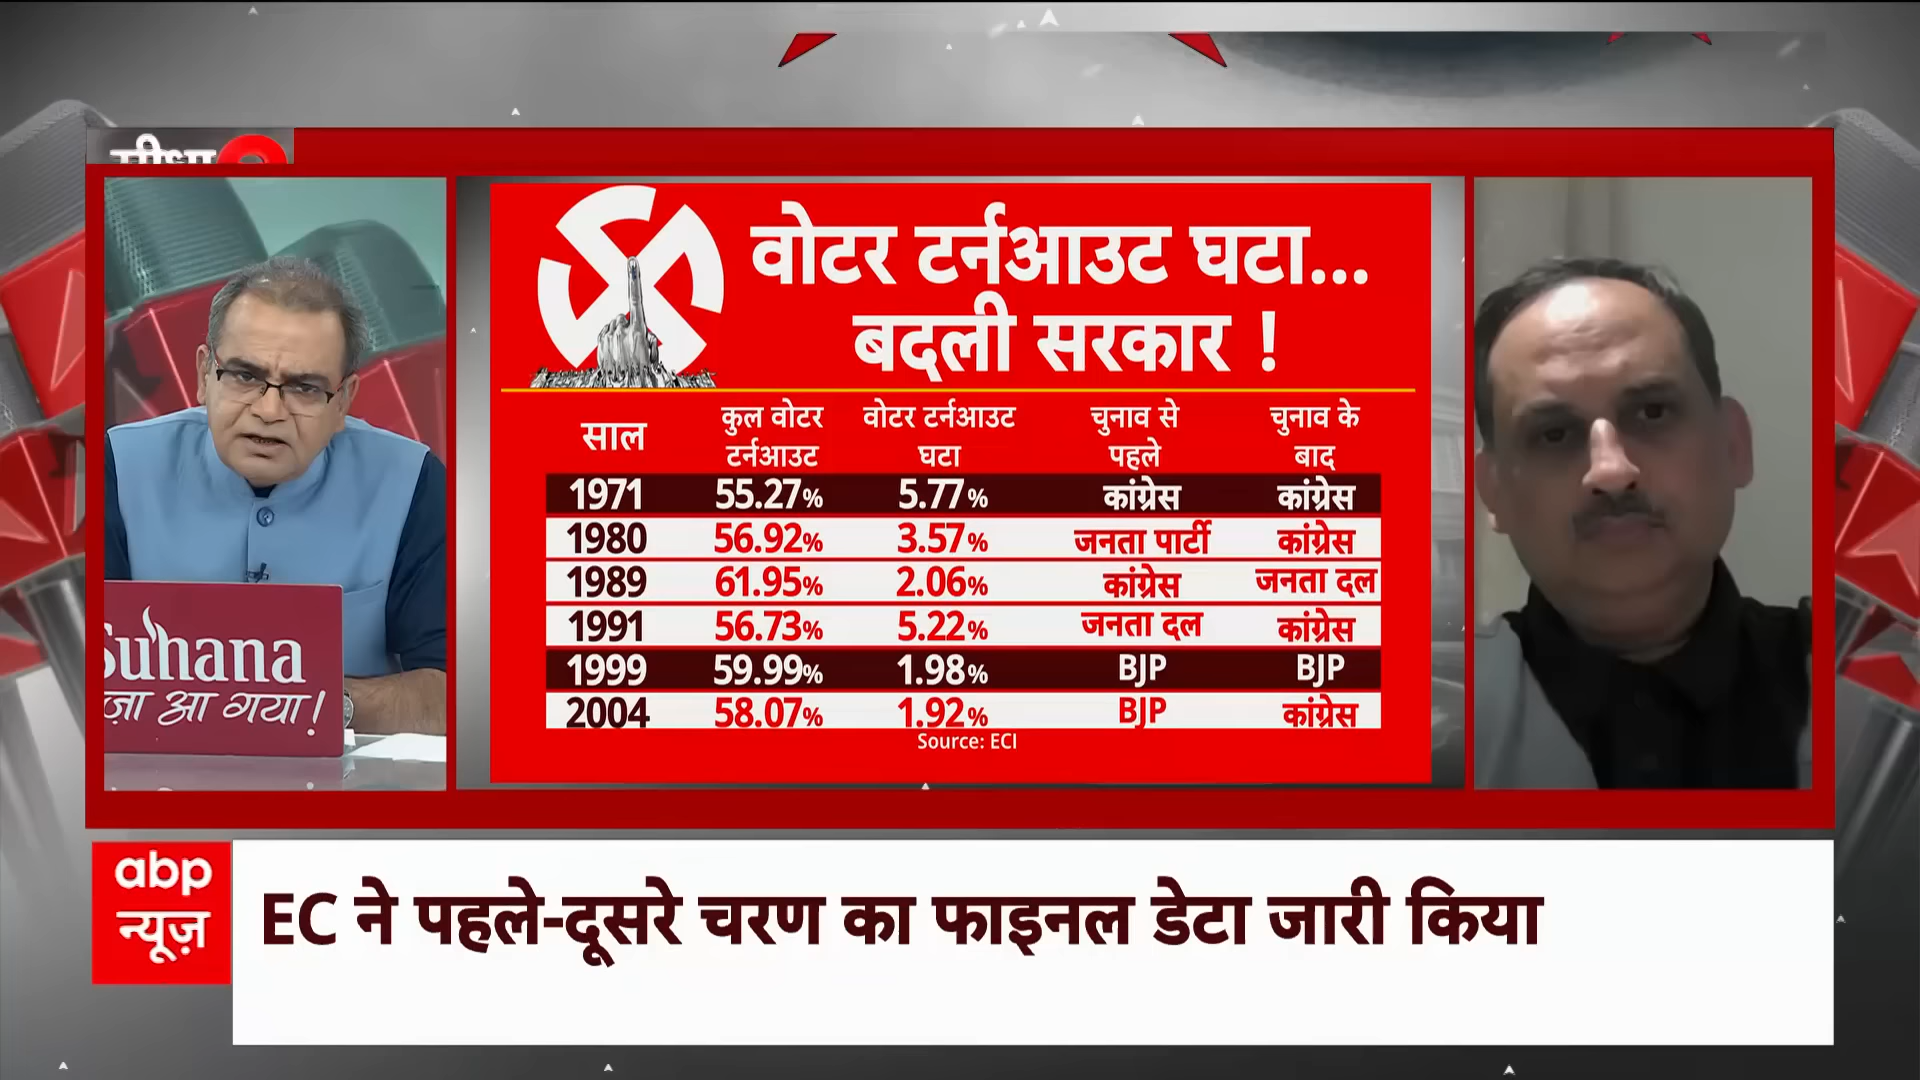 वोटर टर्नआउट घटा...
बदली सरकार !
साल कुल वोटर टर्नआउट वोटर टर्नआउट घटा चुनाव से पहले चुनाव के बाद
1971 55.27% 5.77% कांग्रेस कांग्रेस
1980 56.92% 3.57% जनता पार्टी कांग्रेस
1989 61.95% 2.06% कांग्रेस जनता दल
1991 56.73% 5.22% जनता दल कांग्रेस
1999 59.99% 1.98% BJP BJP
2004 58.07% 1.92% BJP कांग्रेस
Source: ECI
Suhana
आ गया!
abp
न्यूज़
EC ने पहले-दूसरे चरण का फाइनल डेटा जारी किया